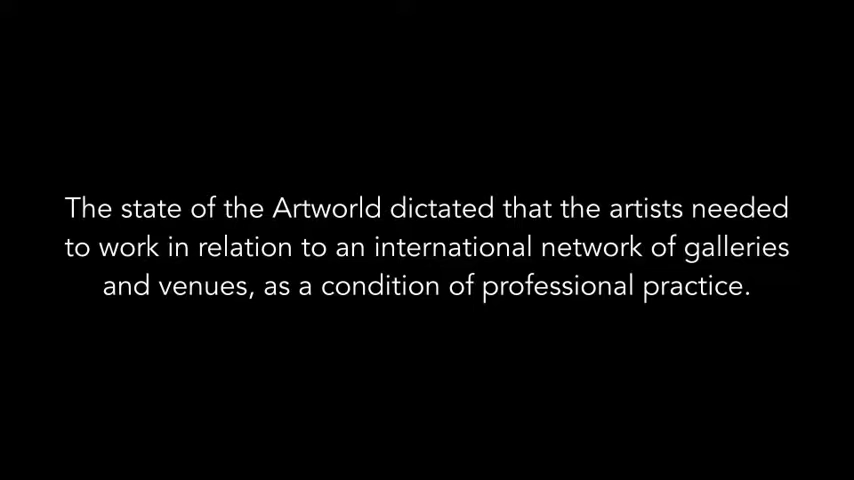 The state of the Artworld dictated that the artists needed
to work in relation to an international network of galleries
and venues, as a condition of professional practice.